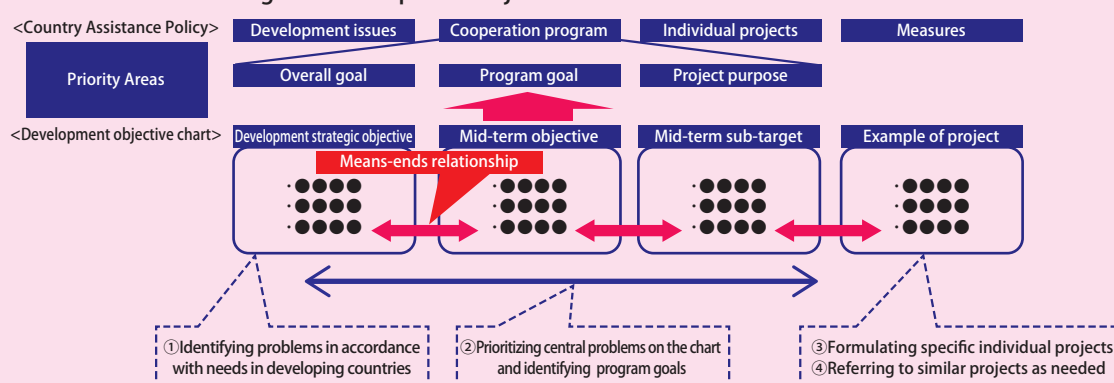 <Country Assistance Policy>
Development issues
Cooperation program
Individual projects
Measures
Priority Areas
Overall goal
Program goal
Project purpose
<Development objective chart>
Development strategic objective
Mid-term objective
Mid-term sub-target
Example of project
Means-ends relationship
・●●●●
・●●●●
・●●●●
・●●●●
・●●●●
・●●●●
・●●●●
・●●●●
・●●●●
・●●●●
・●●●●
・●●●●
①Identifying problems in accordance
with needs in developing countries
②Prioritizing central problems on the chart
and identifying program goals
③Formulating specific individual projects
④Referring to similar projects as needed